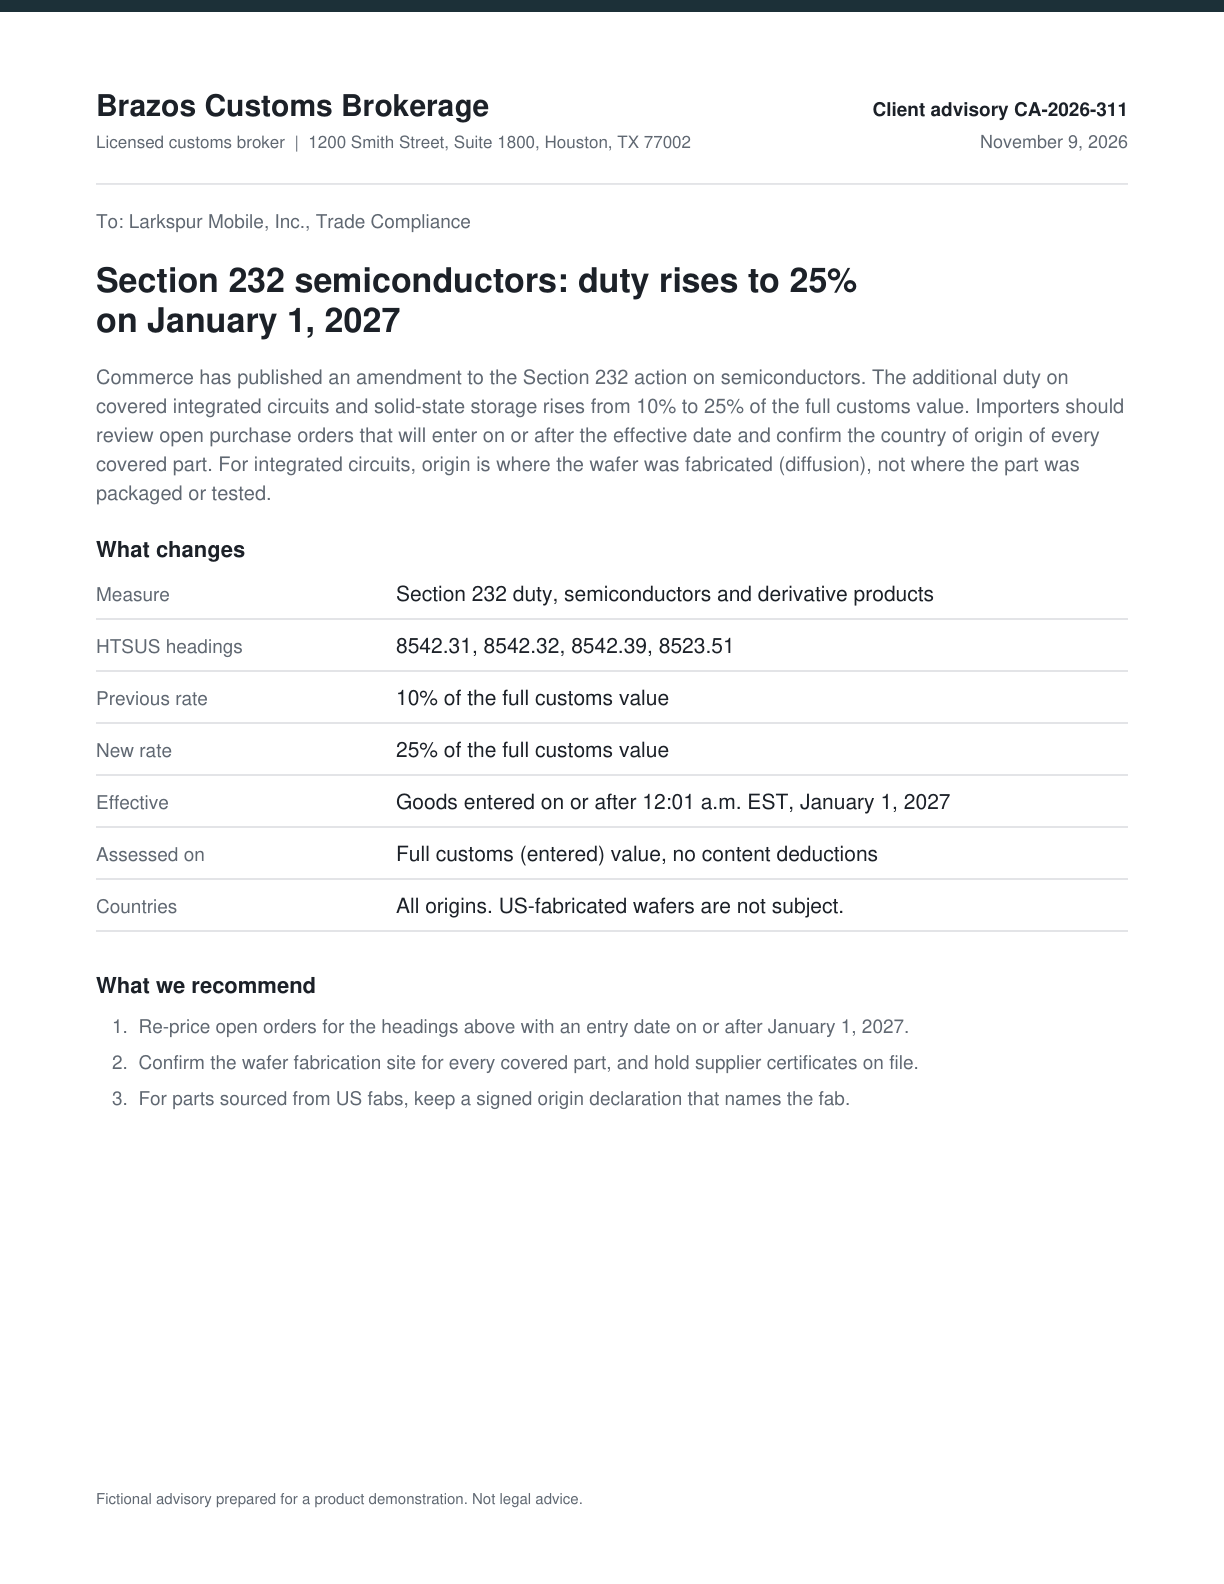 Brazos Customs Brokerage
Client advisory CA-2026-311
Licensed customs broker | 1200 Smith Street, Suite 1800, Houston, TX 77002
November 9, 2026
To: Larkspur Mobile, Inc., Trade Compliance
Section 232 semiconductors: duty rises to 25%
on January 1, 2027
Commerce has published an amendment to the Section 232 action on semiconductors. The additional duty on
covered integrated circuits and solid-state storage rises from 10% to 25% of the full customs value. Importers should
review open purchase orders that will enter on or after the effective date and confirm the country of origin of every
covered part. For integrated circuits, origin is where the wafer was fabricated (diffusion), not where the part was
packaged or tested.
What changes
Measure Section 232 duty, semiconductors and derivative products
HTSUS headings 8542.31, 8542.32, 8542.39, 8523.51
Previous rate 10% of the full customs value
New rate 25% of the full customs value
Effective Goods entered on or after 12:01 a.m. EST, January 1, 2027
Assessed on Full customs (entered) value, no content deductions
Countries All origins. US-fabricated wafers are not subject.
What we recommend
1. Re-price open orders for the headings above with an entry date on or after January 1, 2027.
2. Confirm the wafer fabrication site for every covered part, and hold supplier certificates on file.
3. For parts sourced from US fabs, keep a signed origin declaration that names the fab.
Fictional advisory prepared for a product demonstration. Not legal advice.